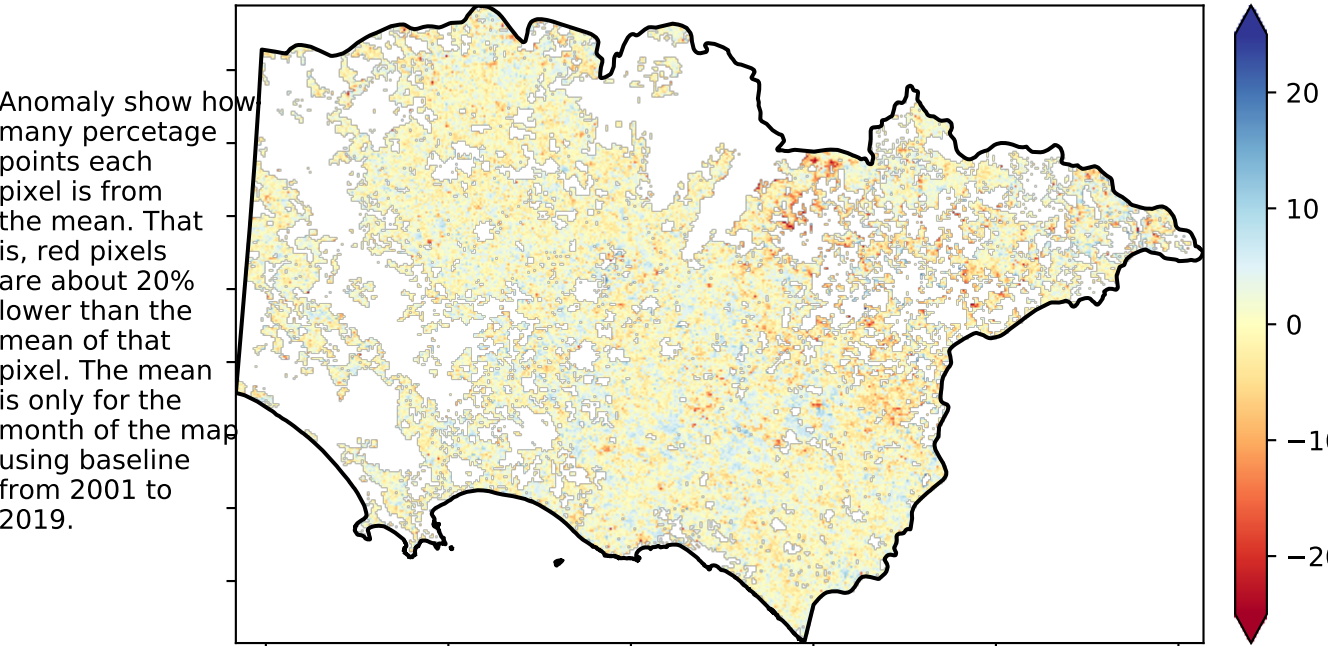 Anomaly show how
many percetage
points each
pixel is from
the mean. That
is, red pixels
are about 20%
lower than the
mean of that
pixel. The mean
is only for the
month of the map
using baseline
from 2001 to
2019.
20
10
0
−10
−20